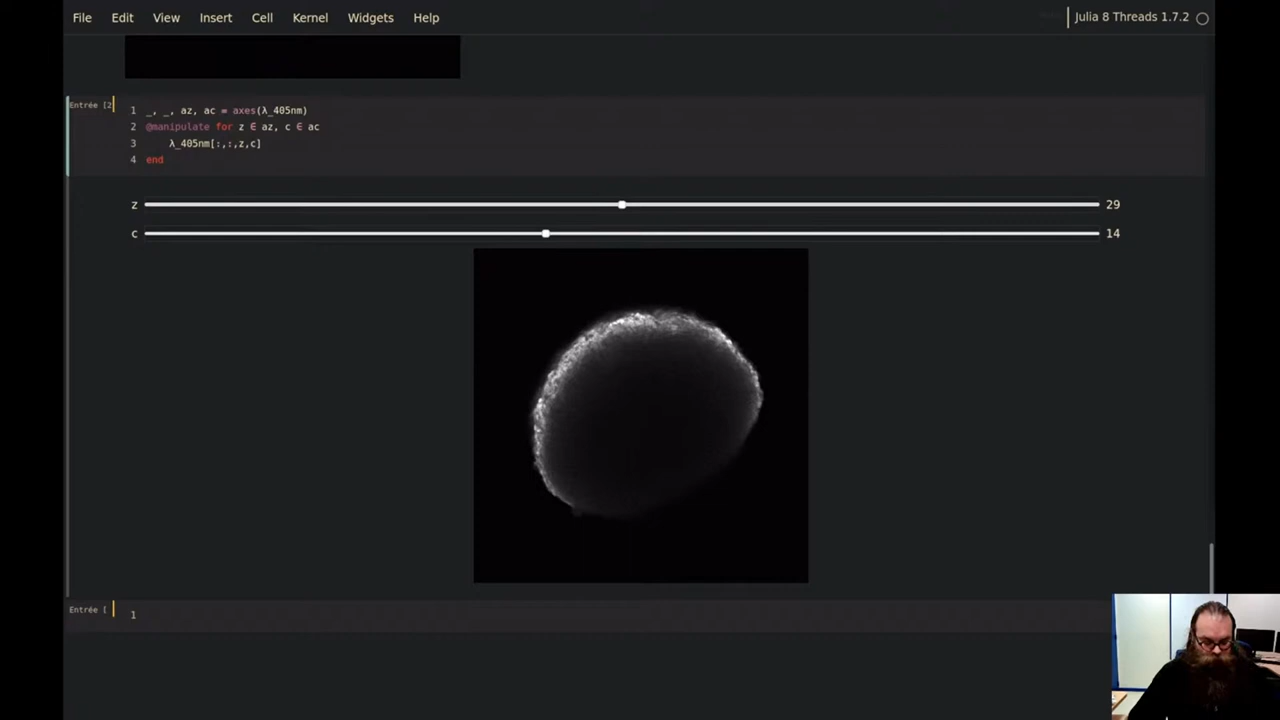 File Edit View Insert Cell Kernel Widgets Help Julia 8 Threads 1.7.2
Entrée [2
1 _, _, az, ac = axes(λ_405nm)
2 @manipulate for z ∈ az, c ∈ ac
3 λ_405nm[:,:,z,c]
4 end
z 29
c 14
Entrée [
1